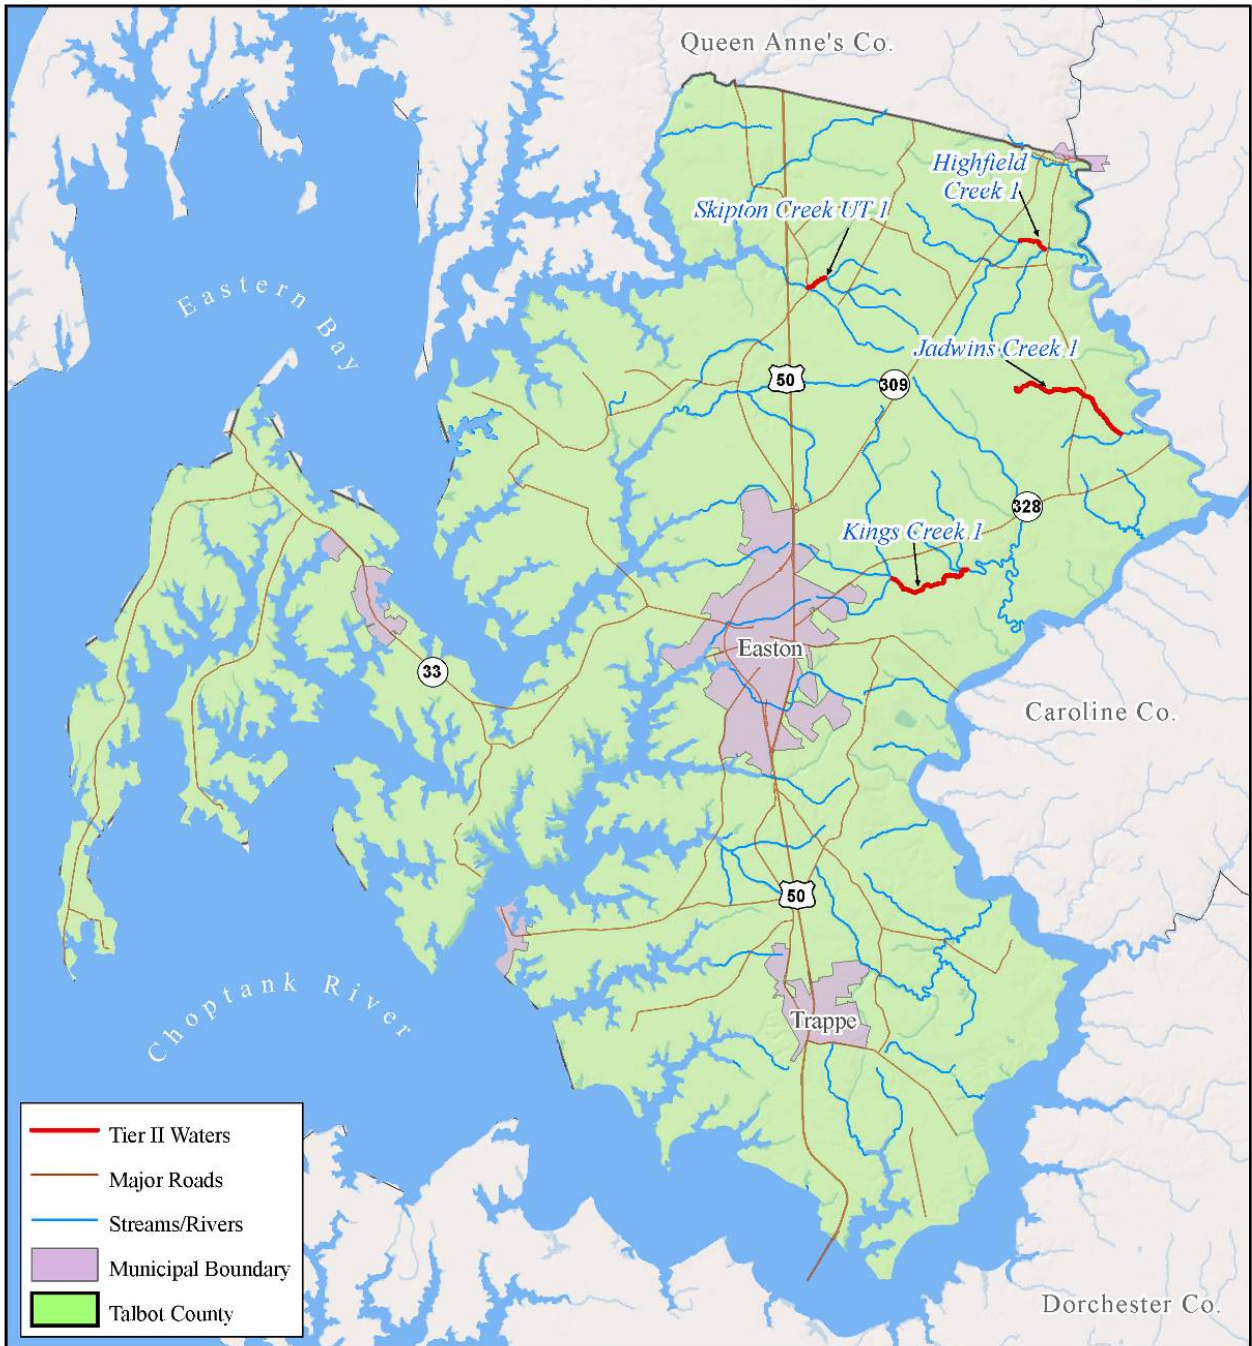 Queen Anne's Co.
Highfield
Creek 1
Skipton Creek UT 1
Eastern Bay
Jadwins Creek 1
50
309
328
Kings Creek 1
Easton
33
Caroline Co.
50
Choptank River
Trappe
Tier II Waters
Major Roads
Streams/Rivers
Municipal Boundary
Talbot County
Dorchester Co.